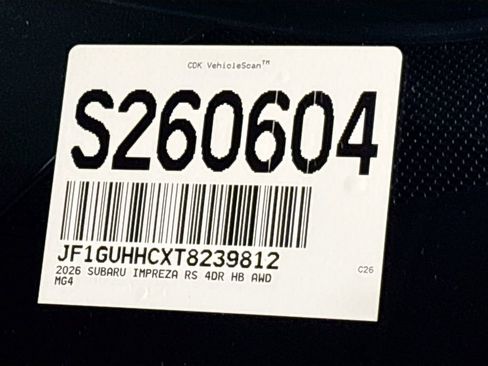 CDK VehicleScan™
S260604
JF1GUHHCXT8239812
2026 SUBARU IMPREZA RS 4DR HB AWD
MG4
C26